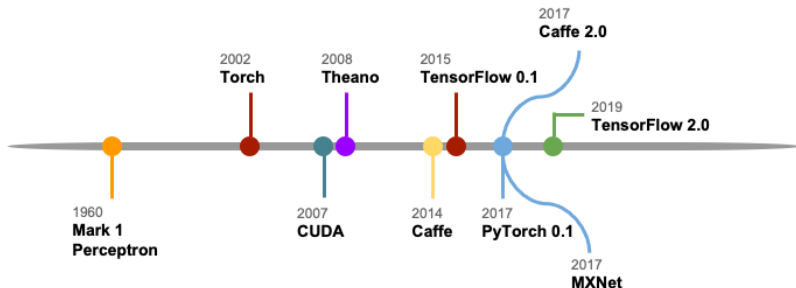 2017
Caffe 2.0
2002
Torch
2008
Theano
2015
TensorFlow 0.1
2019
TensorFlow 2.0
1960
Mark 1
Perceptron
2007
CUDA
2014
Caffe
2017
PyTorch 0.1
2017
MXNet